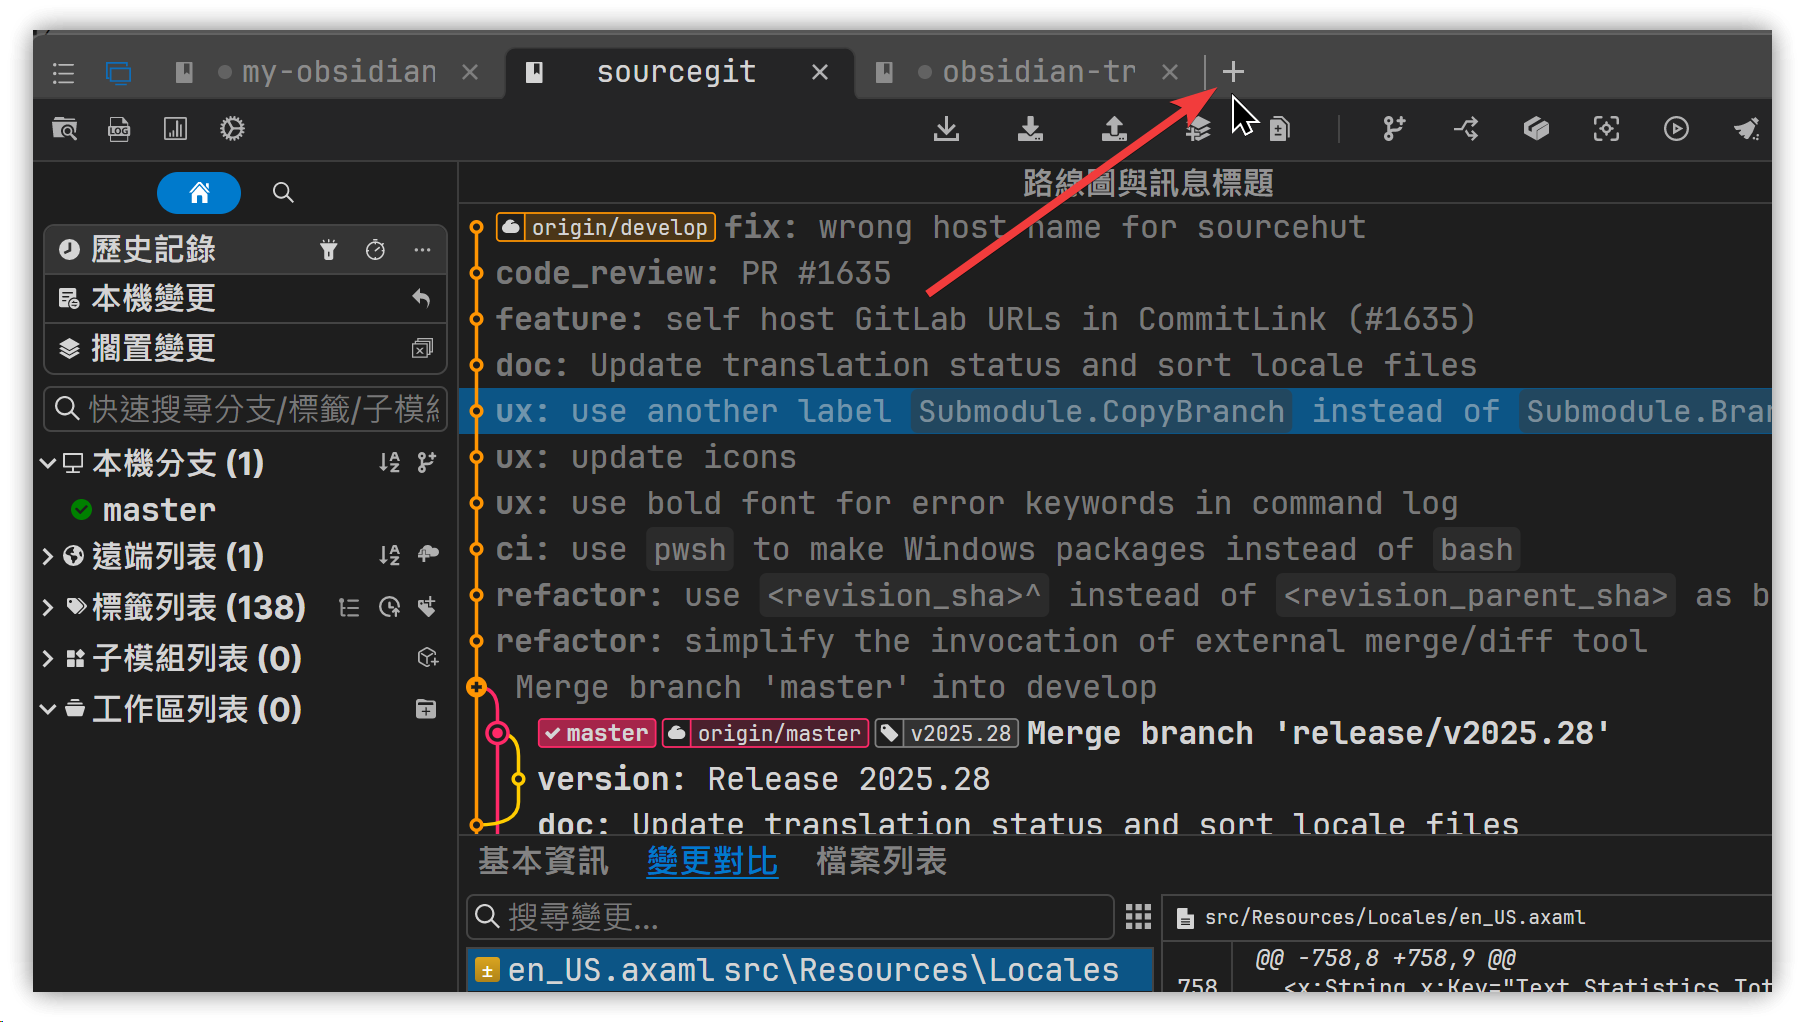 my-obsidian
sourcegit
obsidian-tr
LOG
路線圖與訊息標題
origin/develop fix: wrong host name for sourcehut
code_review: PR #1635
feature: self host GitLab URLs in CommitLink (#1635)
doc: Update translation status and sort locale files
ux: use another label Submodule.CopyBranch instead of Submodule.Bran
ux: update icons
ux: use bold font for error keywords in command log
ci: use pwsh to make Windows packages instead of bash
refactor: use <revision_sha>^ instead of <revision_parent_sha> as b
refactor: simplify the invocation of external merge/diff tool
Merge branch 'master' into develop
master origin/master v2025.28 Merge branch 'release/v2025.28'
version: Release 2025.28
doc: Update translation status and sort locale files
歷史記錄
本機變更
擱置變更
快速搜尋分支/標籤/子模組
本機分支 (1)
master
遠端列表 (1)
標籤列表 (138)
子模組列表 (0)
工作區列表 (0)
基本資訊 變更對比 檔案列表
搜尋變更...
en_US.axaml src\Resources\Locales
src/Resources/Locales/en_US.axaml
@@ -758,8 +758,9 @@
758 <x:String x:Key="Text.Statistics.Tot